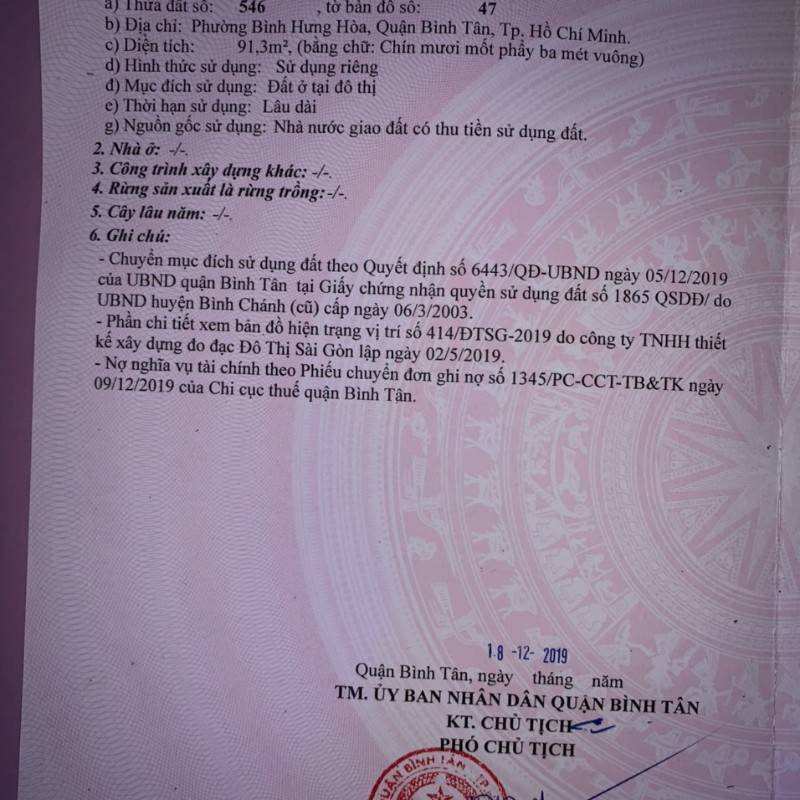 a) Thửa đất số: 546 , tờ bản đồ số: 47
b) Địa chỉ: Phường Bình Hưng Hòa, Quận Bình Tân, Tp. Hồ Chí Minh.
c) Diện tích: 91,3m², (bằng chữ: Chín mươi mốt phẩy ba mét vuông)
d) Hình thức sử dụng: Sử dụng riêng
đ) Mục đích sử dụng: Đất ở tại đô thị
e) Thời hạn sử dụng: Lâu dài
g) Nguồn gốc sử dụng: Nhà nước giao đất có thu tiền sử dụng đất.
2. Nhà ở: -/-.
3. Công trình xây dựng khác: -/-.
4. Rừng sản xuất là rừng trồng: -/-.
5. Cây lâu năm: -/-.
6. Ghi chú:
- Chuyển mục đích sử dụng đất theo Quyết định số 6443/QĐ-UBND ngày 05/12/2019
của UBND quận Bình Tân tại Giấy chứng nhận quyền sử dụng đất số 1865 QSDĐ/ do
UBND huyện Bình Chánh (cũ) cấp ngày 06/3/2003.
- Phần chi tiết xem bản đồ hiện trạng vị trí số 414/ĐTSG-2019 do công ty TNHH thiết
kế xây dựng đo đạc Đô Thị Sài Gòn lập ngày 02/5/2019.
- Nợ nghĩa vụ tài chính theo Phiếu chuyển đơn ghi nợ số 1345/PC-CCT-TB&TK ngày
09/12/2019 của Chi cục thuế quận Bình Tân.
18 -12- 2019
Quận Bình Tân, ngày tháng năm
TM. ỦY BAN NHÂN DÂN QUẬN BÌNH TÂN
KT. CHỦ TỊCH
PHÓ CHỦ TỊCH
QUẬN BÌNH TÂN